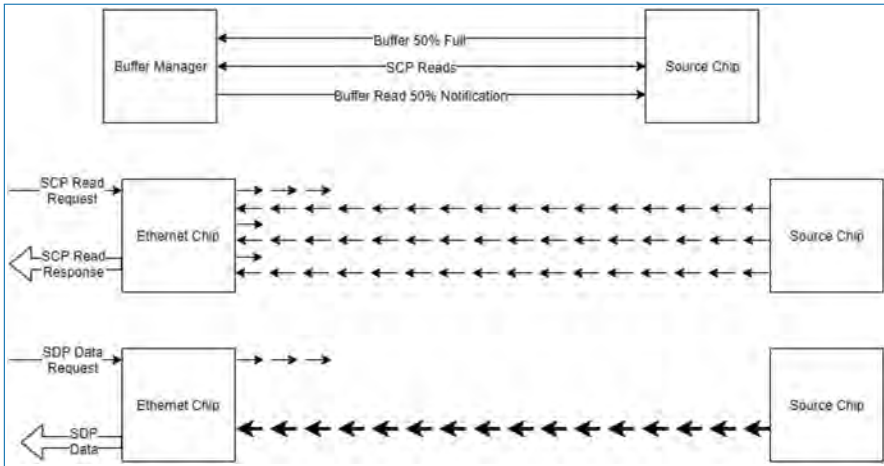 Buffer 50% Full
Buffer Manager
SCP Reads
Source Chip
Buffer Read 50% Notification
SCP Read
Request
Ethernet Chip
Source Chip
SCP Read
Response
SDP Data
Request
Ethernet Chip
Source Chip
SDP
Data